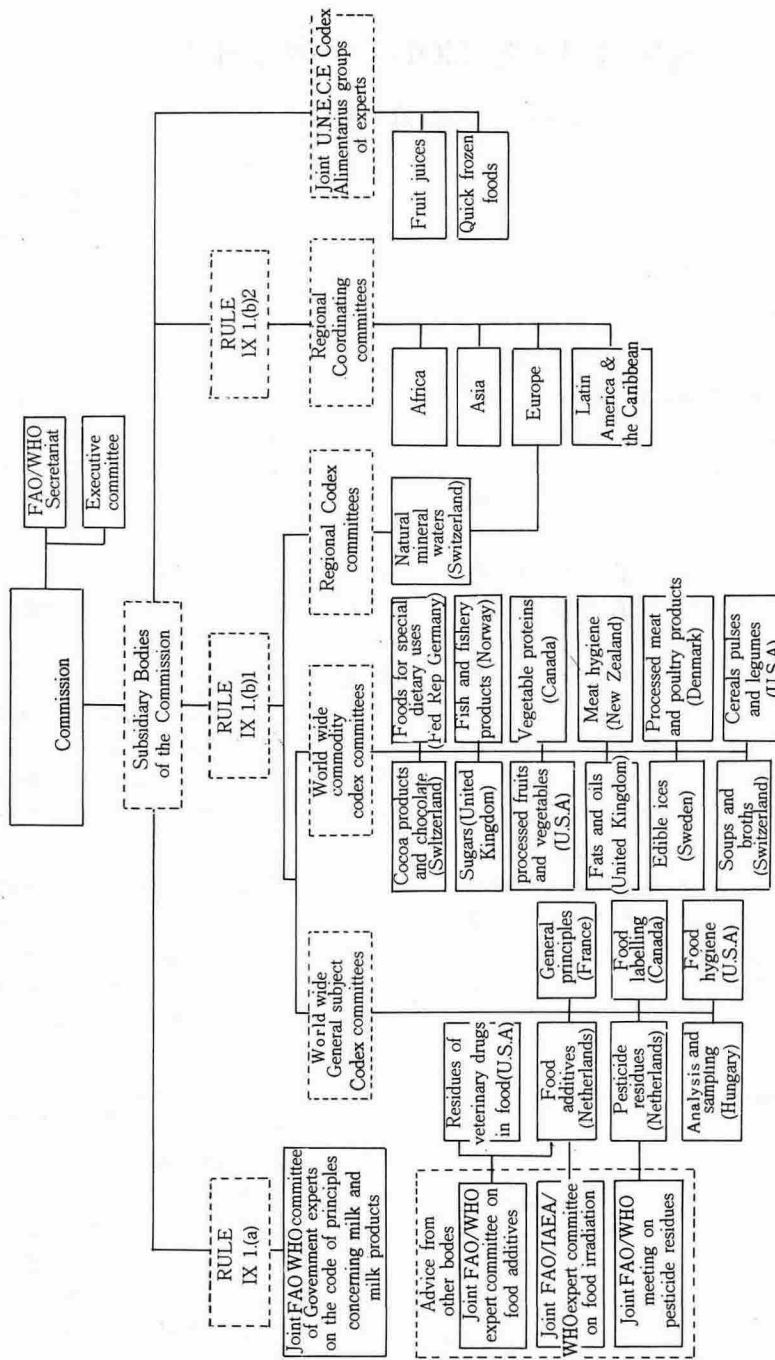 Commission
FAO/WHO
Secretariat
Executive
committee
Subsidiary Bodies
of the Commission
RULE
IX 1.(a)
Joint FAO WHO committee
of Government experts
on the code of principles
concerning milk and
milk products
Advice from
other bodes
Joint FAO/WHO
expert committee on
food additives
Joint FAO/IAEA/
WHO expert committee
on food irradiation
Joint FAO/WHO
meeting on
pesticide residues
RULE
IX 1.(b)1
World wide
General subject
Codex committees
Residues of
veterinary drugs
in food(U.S.A)
Food
additives
(Netherlands)
Pesticide
residues
(Netherlands)
Analysis and
sampling
(Hungary)
General
principles
(France)
Food
labelling
(Canada)
Food
hygiene
(U.S.A)
World wide
commodity
codex committees
Cocoa products
and chocolate
(Switzerland)
Sugars(United
Kingdom)
processed fruits
and vegetables
(U.S.A)
Fats and oils
(United Kingdom)
Edible ices
(Sweden)
Soups and
broths
(Switzerland)
Foods for special
dietary uses
(Fed Rep Germany)
Fish and fishery
products (Norway)
Vegetable proteins
(Canada)
Meat hygiene
(New Zealand)
Processed meat
and poultry products
(Denmark)
Cereals pulses
and legumes
(U.S.A)
Regional Codex
committees
Natural
mineral
waters
(Switzerland)
RULE
IX 1.(b)2
Regional
Coordinating
committees
Africa
Asia
Europe
Latin
America &
the Caribbean
Joint U.N.E.C.E Codex
Alimentarius groups
of experts
Fruit juices
Quick frozen
foods